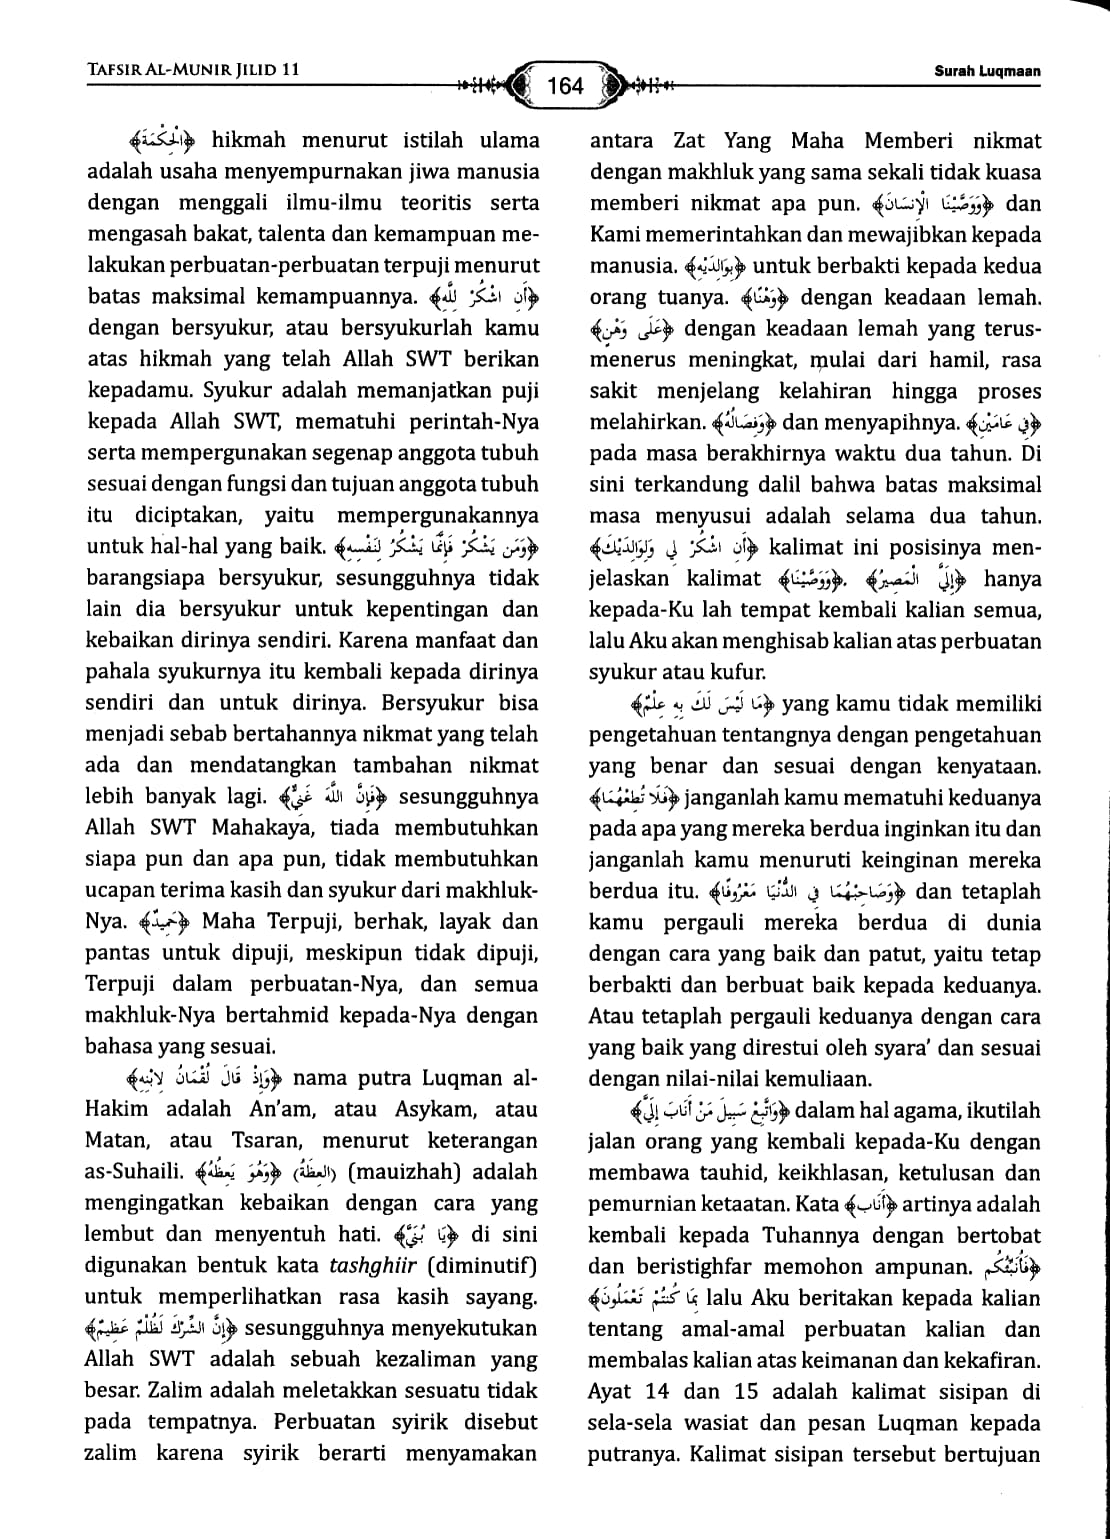 TAFSIR AL-MUNIR JILID 11
164
Surah Luqmaan
﴿الْحِكْمَةَ﴾ hikmah menurut istilah ulama
adalah usaha menyempurnakan jiwa manusia
dengan menggali ilmu-ilmu teoritis serta
mengasah bakat, talenta dan kemampuan me-
lakukan perbuatan-perbuatan terpuji menurut
batas maksimal kemampuannya. ﴿أَنِ اشْكُرْ لِلَّهِ﴾
dengan bersyukur, atau bersyukurlah kamu
atas hikmah yang telah Allah SWT berikan
kepadamu. Syukur adalah memanjatkan puji
kepada Allah SWT, mematuhi perintah-Nya
serta mempergunakan segenap anggota tubuh
sesuai dengan fungsi dan tujuan anggota tubuh
itu diciptakan, yaitu mempergunakannya
untuk hal-hal yang baik. ﴿وَمَن يَشْكُرْ فَإِنَّمَا يَشْكُرُ لِنَفْسِهِ﴾
barangsiapa bersyukur, sesungguhnya tidak
lain dia bersyukur untuk kepentingan dan
kebaikan dirinya sendiri. Karena manfaat dan
pahala syukurnya itu kembali kepada dirinya
sendiri dan untuk dirinya. Bersyukur bisa
menjadi sebab bertahannya nikmat yang telah
ada dan mendatangkan tambahan nikmat
lebih banyak lagi. ﴿فَإِنَّ اللَّهَ غَنِيٌّ﴾ sesungguhnya
Allah SWT Mahakaya, tiada membutuhkan
siapa pun dan apa pun, tidak membutuhkan
ucapan terima kasih dan syukur dari makhluk-
Nya. ﴿حَمِيدٌ﴾ Maha Terpuji, berhak, layak dan
pantas untuk dipuji, meskipun tidak dipuji,
Terpuji dalam perbuatan-Nya, dan semua
makhluk-Nya bertahmid kepada-Nya dengan
bahasa yang sesuai.
﴿وَإِذْ قَالَ لُقْمَانُ لِابْنِهِ﴾ nama putra Luqman al-
Hakim adalah An'am, atau Asykam, atau
Matan, atau Tsaran, menurut keterangan
as-Suhaili. ﴿وَهُوَ يَعِظُهُ﴾ (العِظَةُ) (mauizhah) adalah
mengingatkan kebaikan dengan cara yang
lembut dan menyentuh hati. ﴿يَا بُنَيَّ﴾ di sini
digunakan bentuk kata tashghiir (diminutif)
untuk memperlihatkan rasa kasih sayang.
﴿إِنَّ الشِّرْكَ لَظُلْمٌ عَظِيمٌ﴾ sesungguhnya menyekutukan
Allah SWT adalah sebuah kezaliman yang
besar. Zalim adalah meletakkan sesuatu tidak
pada tempatnya. Perbuatan syirik disebut
zalim karena syirik berarti menyamakan
antara Zat Yang Maha Memberi nikmat
dengan makhluk yang sama sekali tidak kuasa
memberi nikmat apa pun. ﴿وَوَصَّيْنَا الْإِنسَانَ﴾ dan
Kami memerintahkan dan mewajibkan kepada
manusia. ﴿بِوَالِدَيْهِ﴾ untuk berbakti kepada kedua
orang tuanya. ﴿وَهْنًا﴾ dengan keadaan lemah.
﴿عَلَى وَهْنٍ﴾ dengan keadaan lemah yang terus-
menerus meningkat, mulai dari hamil, rasa
sakit menjelang kelahiran hingga proses
melahirkan. ﴿وَفِصَالُهُ﴾ dan menyapihnya. ﴿فِي عَامَيْنِ﴾
pada masa berakhirnya waktu dua tahun. Di
sini terkandung dalil bahwa batas maksimal
masa menyusui adalah selama dua tahun.
﴿أَنِ اشْكُرْ لِي وَلِوَالِدَيْكَ﴾ kalimat ini posisinya men-
jelaskan kalimat ﴿وَوَصَّيْنَا﴾. ﴿إِلَيَّ الْمَصِيرُ﴾ hanya
kepada-Ku lah tempat kembali kalian semua,
lalu Aku akan menghisab kalian atas perbuatan
syukur atau kufur.
﴿مَا لَيْسَ لَكَ بِهِ عِلْمٌ﴾ yang kamu tidak memiliki
pengetahuan tentangnya dengan pengetahuan
yang benar dan sesuai dengan kenyataan.
﴿فَلَا تُطِعْهُمَا﴾ janganlah kamu mematuhi keduanya
pada apa yang mereka berdua inginkan itu dan
janganlah kamu menuruti keinginan mereka
berdua itu. ﴿وَصَاحِبْهُمَا فِي الدُّنْيَا مَعْرُوفًا﴾ dan tetaplah
kamu pergauli mereka berdua di dunia
dengan cara yang baik dan patut, yaitu tetap
berbakti dan berbuat baik kepada keduanya.
Atau tetaplah pergauli keduanya dengan cara
yang baik yang direstui oleh syara' dan sesuai
dengan nilai-nilai kemuliaan.
﴿وَاتَّبِعْ سَبِيلَ مَنْ أَنَابَ إِلَيَّ﴾ dalam hal agama, ikutilah
jalan orang yang kembali kepada-Ku dengan
membawa tauhid, keikhlasan, ketulusan dan
pemurnian ketaatan. Kata ﴿أَنَابَ﴾ artinya adalah
kembali kepada Tuhannya dengan bertobat
dan beristighfar memohon ampunan. ﴿فَأُنَبِّئُكُم
بِمَا كُنتُمْ تَعْمَلُونَ﴾ lalu Aku beritakan kepada kalian
tentang amal-amal perbuatan kalian dan
membalas kalian atas keimanan dan kekafiran.
Ayat 14 dan 15 adalah kalimat sisipan di
sela-sela wasiat dan pesan Luqman kepada
putranya. Kalimat sisipan tersebut bertujuan